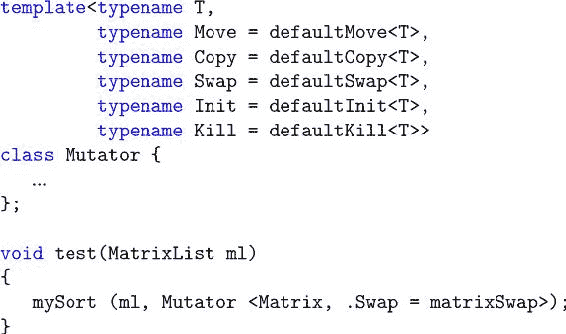 template<typename T,
typename Move = defaultMove<T>,
typename Copy = defaultCopy<T>,
typename Swap = defaultSwap<T>,
typename Init = defaultInit<T>,
typename Kill = defaultKill<T>>
class Mutator {
...
};
void test(MatrixList ml)
{
mySort (ml, Mutator <Matrix, .Swap = matrixSwap>);
}